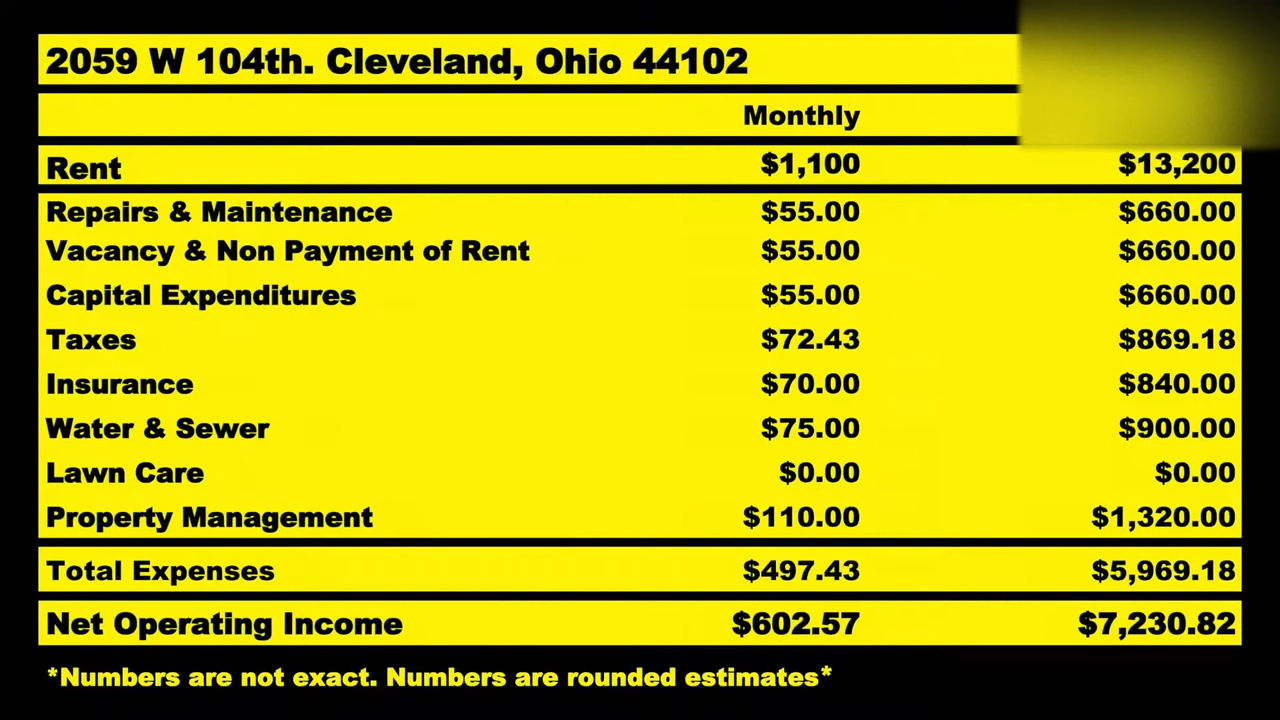 2059 W 104th. Cleveland, Ohio 44102
Monthly
Rent $1,100 $13,200
Repairs & Maintenance $55.00 $660.00
Vacancy & Non Payment of Rent $55.00 $660.00
Capital Expenditures $55.00 $660.00
Taxes $72.43 $869.18
Insurance $70.00 $840.00
Water & Sewer $75.00 $900.00
Lawn Care $0.00 $0.00
Property Management $110.00 $1,320.00
Total Expenses $497.43 $5,969.18
Net Operating Income $602.57 $7,230.82
*Numbers are not exact. Numbers are rounded estimates*